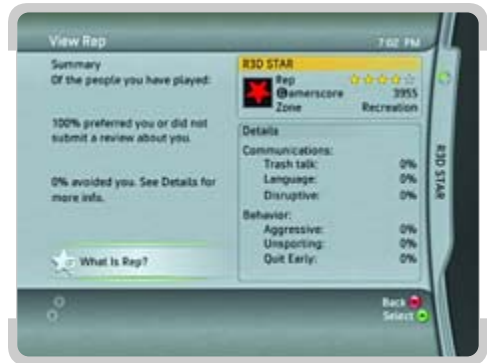 View Rep
7:02 PM
Summary
Of the people you have played:
100% preferred you or did not
submit a review about you.
0% avoided you. See Details for
more info.
What Is Rep?
R3D STAR
Rep
Gamerscore 3955
Zone Recreation
Details
Communications:
Trash talk: 0%
Language: 0%
Disruptive: 0%
Behavior:
Aggressive: 0%
Unsporting: 0%
Quit Early: 0%
R3D STAR
Back
Select